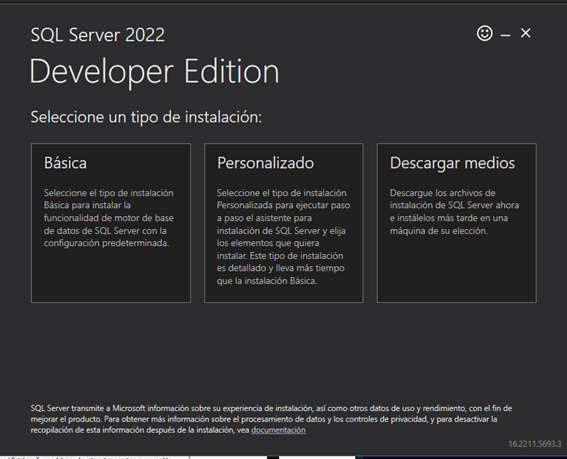 SQL Server 2022
Developer Edition
Seleccione un tipo de instalación:
Básica
Seleccione el tipo de instalación
Básica para instalar la
funcionalidad de motor de base
de datos de SQL Server con la
configuración predeterminada.
Personalizado
Seleccione el tipo de instalación
Personalizada para ejecutar paso
a paso el asistente para
instalación de SQL Server y elija
los elementos que quiera
instalar. Este tipo de instalación
es detallado y lleva más tiempo
que la instalación Básica.
Descargar medios
Descargue los archivos de
instalación de SQL Server ahora
e instálelos más tarde en una
máquina de su elección.
SQL Server transmite a Microsoft información sobre su experiencia de instalación, así como otros datos de uso y rendimiento, con el fin de
mejorar el producto. Para obtener más información sobre el procesamiento de datos y los controles de privacidad, y para desactivar la
recopilación de esta información después de la instalación, vea documentación
16.2211.5693.3